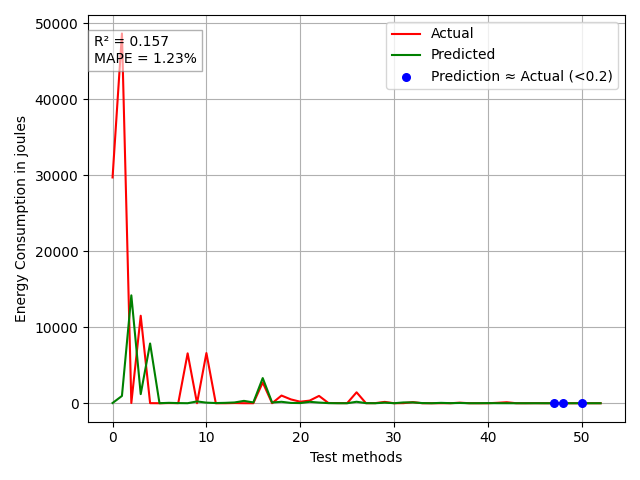 R² = 0.157
MAPE = 1.23%
Actual
Predicted
Prediction ≈ Actual (<0.2)
Energy Consumption in joules
50000
40000
30000
20000
10000
0
0 10 20 30 40 50
Test methods